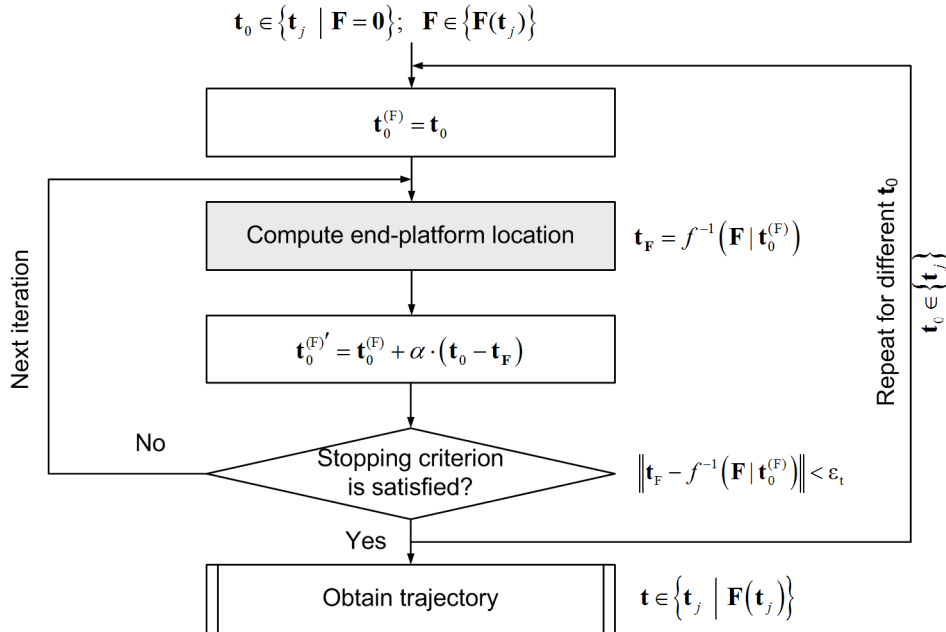 𝐭₀ ∈ {𝐭ⱼ | 𝐅 = 𝟎};  𝐅 ∈ {𝐅(𝐭ⱼ)}
𝐭₀⁽ᶠ⁾ = 𝐭₀
Next iteration
Compute end-platform location
𝐭_𝐅 = f⁻¹(𝐅 | 𝐭₀⁽ᶠ⁾)
𝐭₀⁽ᶠ⁾′ = 𝐭₀⁽ᶠ⁾ + α·(𝐭₀ − 𝐭_𝐅)
Repeat for different 𝐭₀
𝐭₀ ∈ {𝐭ⱼ}
No
Stopping criterion
is satisfied?
‖𝐭_F − f⁻¹(𝐅 | 𝐭₀⁽ᶠ⁾)‖ < εₜ
Yes
Obtain trajectory
𝐭 ∈ {𝐭ⱼ | 𝐅(𝐭ⱼ)}